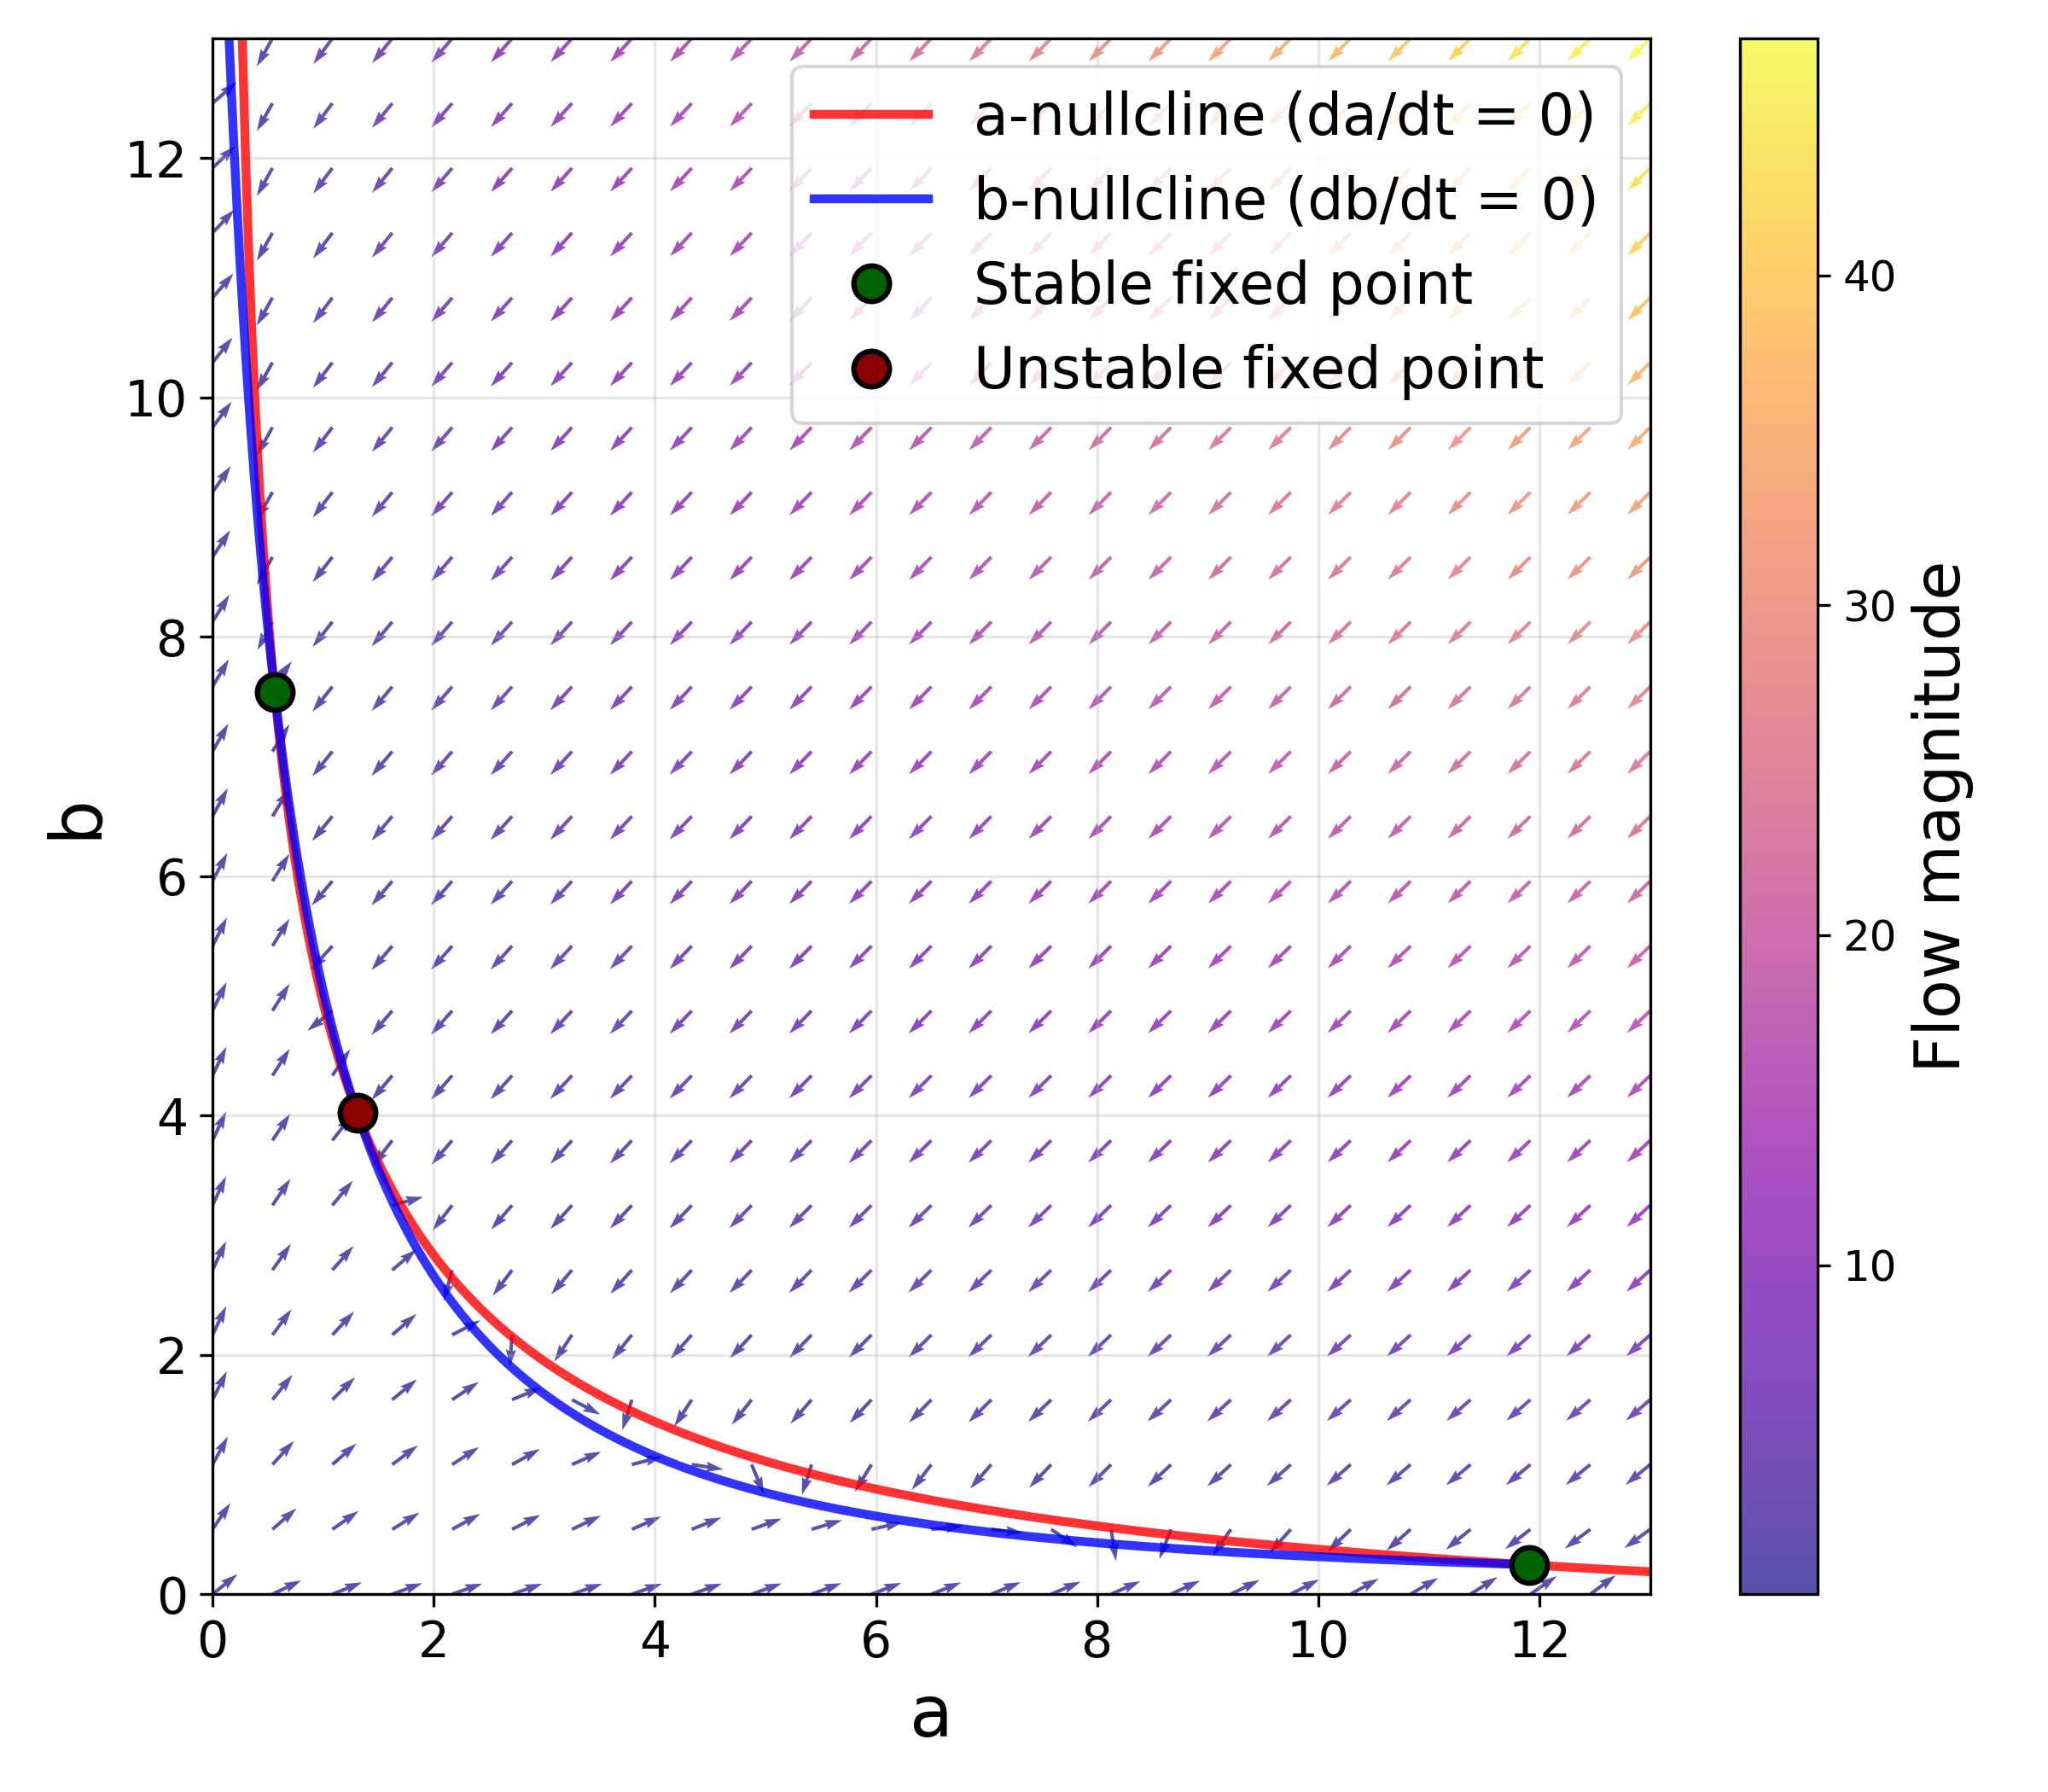 a-nullcline (da/dt = 0)
b-nullcline (db/dt = 0)
Stable fixed point
Unstable fixed point
12
10
8
6
4
2
0
b
0 2 4 6 8 10 12
a
40
30
20
10
Flow magnitude